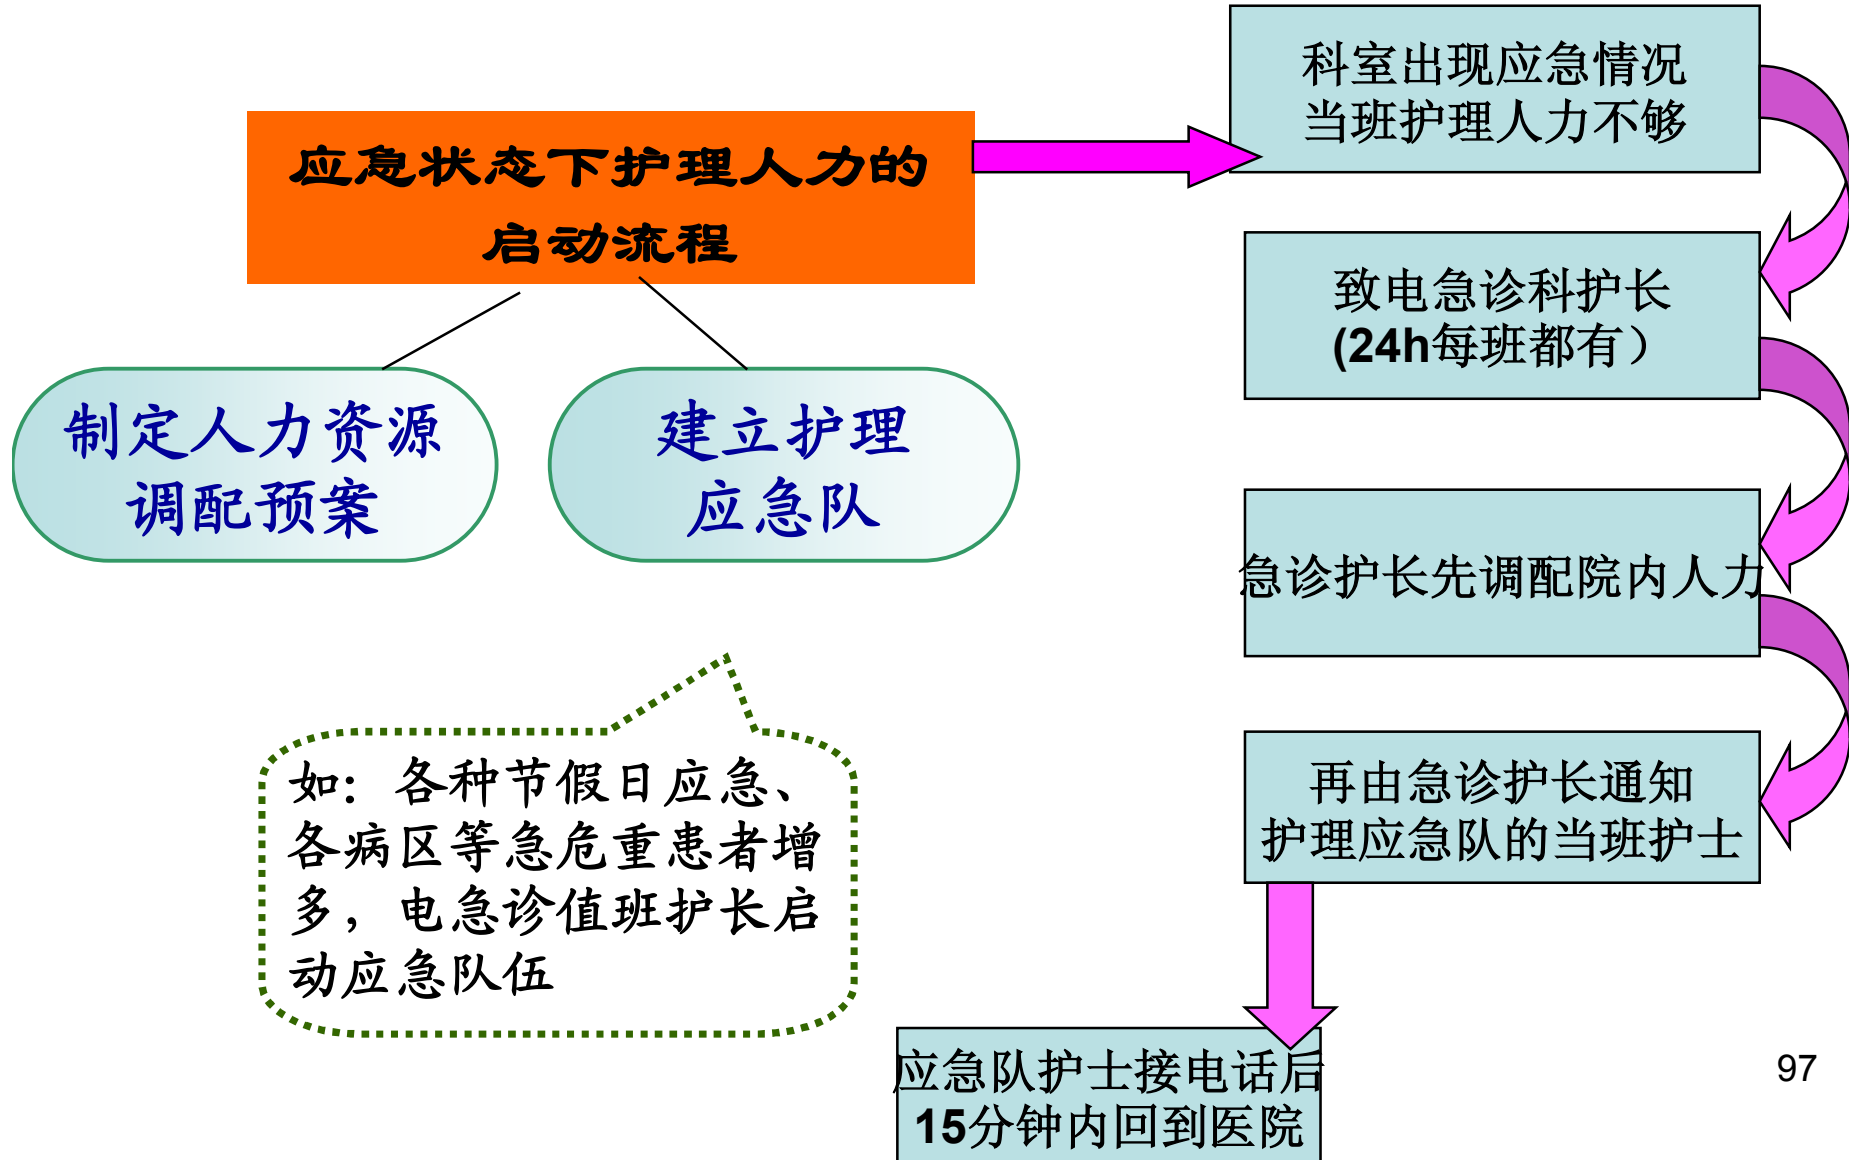 应急状态下护理人力的
启动流程
制定人力资源
调配预案
建立护理
应急队
如：各种节假日应急、
各病区等急危重患者增
多，电急诊值班护长启
动应急队伍
科室出现应急情况
当班护理人力不够
致电急诊科护长
(24h每班都有）
急诊护长先调配院内人力
再由急诊护长通知
护理应急队的当班护士
应急队护士接电话后
15分钟内回到医院
97